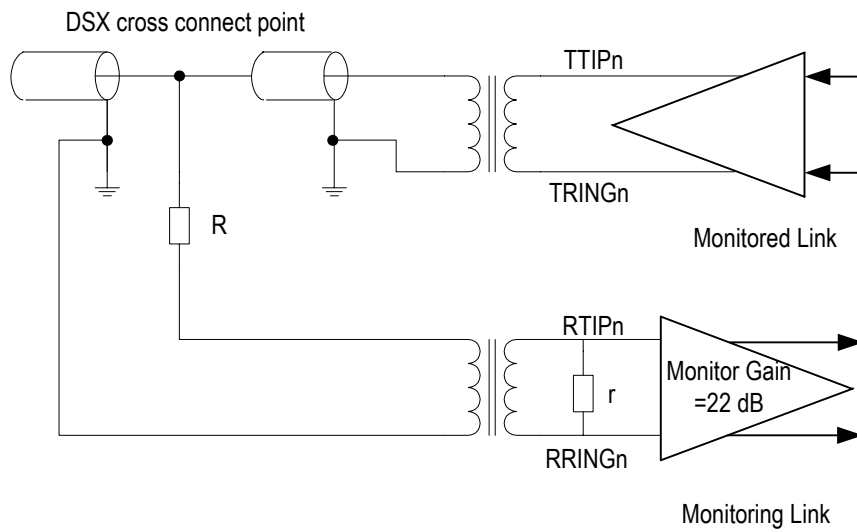 DSX cross connect point
TTIPn
TRINGn
R
Monitored Link
RTIPn
Monitor Gain
=22 dB
r
RRINGn
Monitoring Link